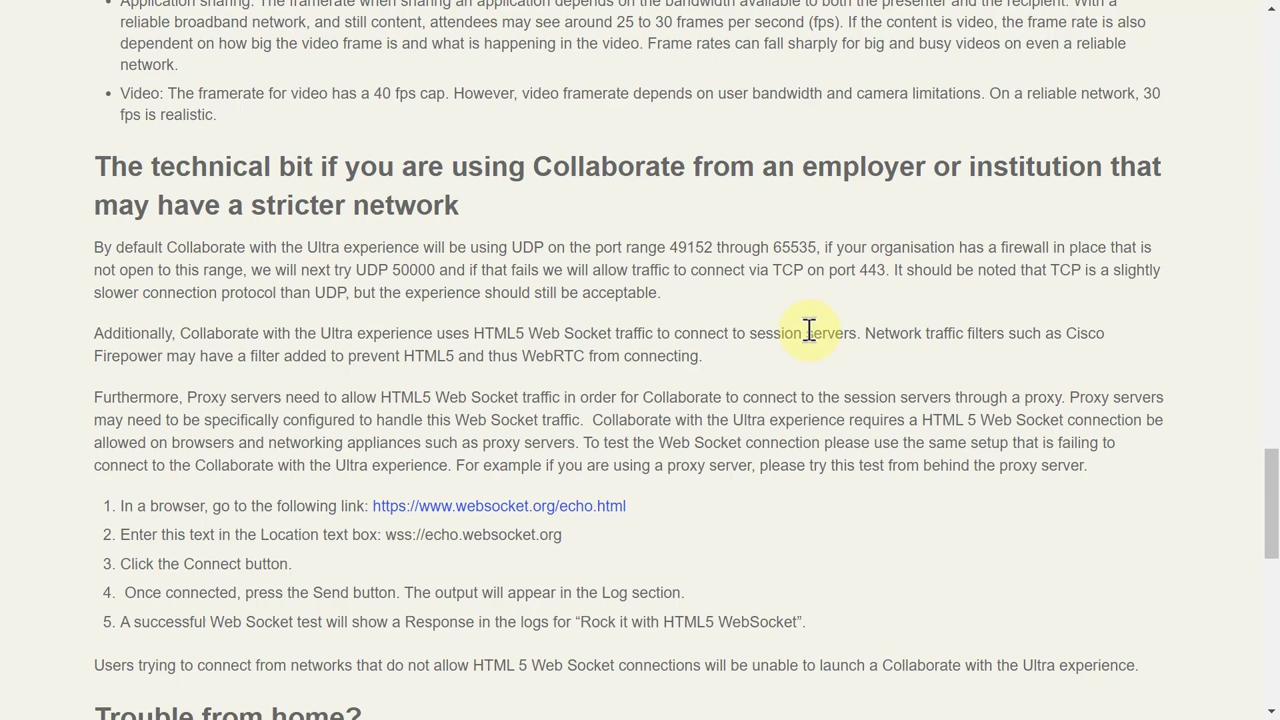 • Application sharing: The framerate when sharing an application depends on the bandwidth available to both the presenter and the recipient. With a
reliable broadband network, and still content, attendees may see around 25 to 30 frames per second (fps). If the content is video, the frame rate is also
dependent on how big the video frame is and what is happening in the video. Frame rates can fall sharply for big and busy videos on even a reliable
network.
• Video: The framerate for video has a 40 fps cap. However, video framerate depends on user bandwidth and camera limitations. On a reliable network, 30
fps is realistic.
The technical bit if you are using Collaborate from an employer or institution that
may have a stricter network
By default Collaborate with the Ultra experience will be using UDP on the port range 49152 through 65535, if your organisation has a firewall in place that is
not open to this range, we will next try UDP 50000 and if that fails we will allow traffic to connect via TCP on port 443. It should be noted that TCP is a slightly
slower connection protocol than UDP, but the experience should still be acceptable.
Additionally, Collaborate with the Ultra experience uses HTML5 Web Socket traffic to connect to session servers. Network traffic filters such as Cisco
Firepower may have a filter added to prevent HTML5 and thus WebRTC from connecting.
Furthermore, Proxy servers need to allow HTML5 Web Socket traffic in order for Collaborate to connect to the session servers through a proxy. Proxy servers
may need to be specifically configured to handle this Web Socket traffic.  Collaborate with the Ultra experience requires a HTML 5 Web Socket connection be
allowed on browsers and networking appliances such as proxy servers. To test the Web Socket connection please use the same setup that is failing to
connect to the Collaborate with the Ultra experience. For example if you are using a proxy server, please try this test from behind the proxy server.
1. In a browser, go to the following link: https://www.websocket.org/echo.html
2. Enter this text in the Location text box: wss://echo.websocket.org
3. Click the Connect button.
4.  Once connected, press the Send button. The output will appear in the Log section.
5. A successful Web Socket test will show a Response in the logs for “Rock it with HTML5 WebSocket”.
Users trying to connect from networks that do not allow HTML 5 Web Socket connections will be unable to launch a Collaborate with the Ultra experience.
Trouble from home?